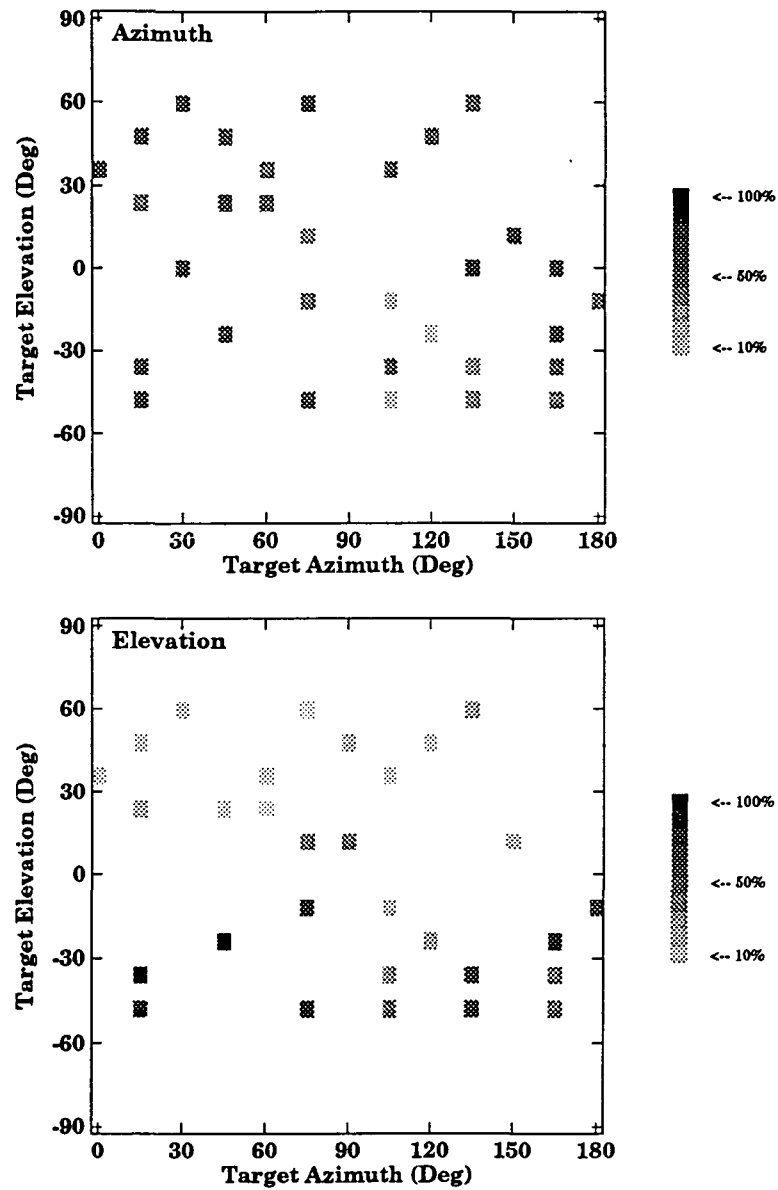 Azimuth
90
60
30
0
-30
-60
-90
Target Elevation (Deg)
0 30 60 90 120 150 180
Target Azimuth (Deg)
<-- 100%
<-- 50%
<-- 10%
Elevation
90
60
30
0
-30
-60
-90
Target Elevation (Deg)
0 30 60 90 120 150 180
Target Azimuth (Deg)
<-- 100%
<-- 50%
<-- 10%